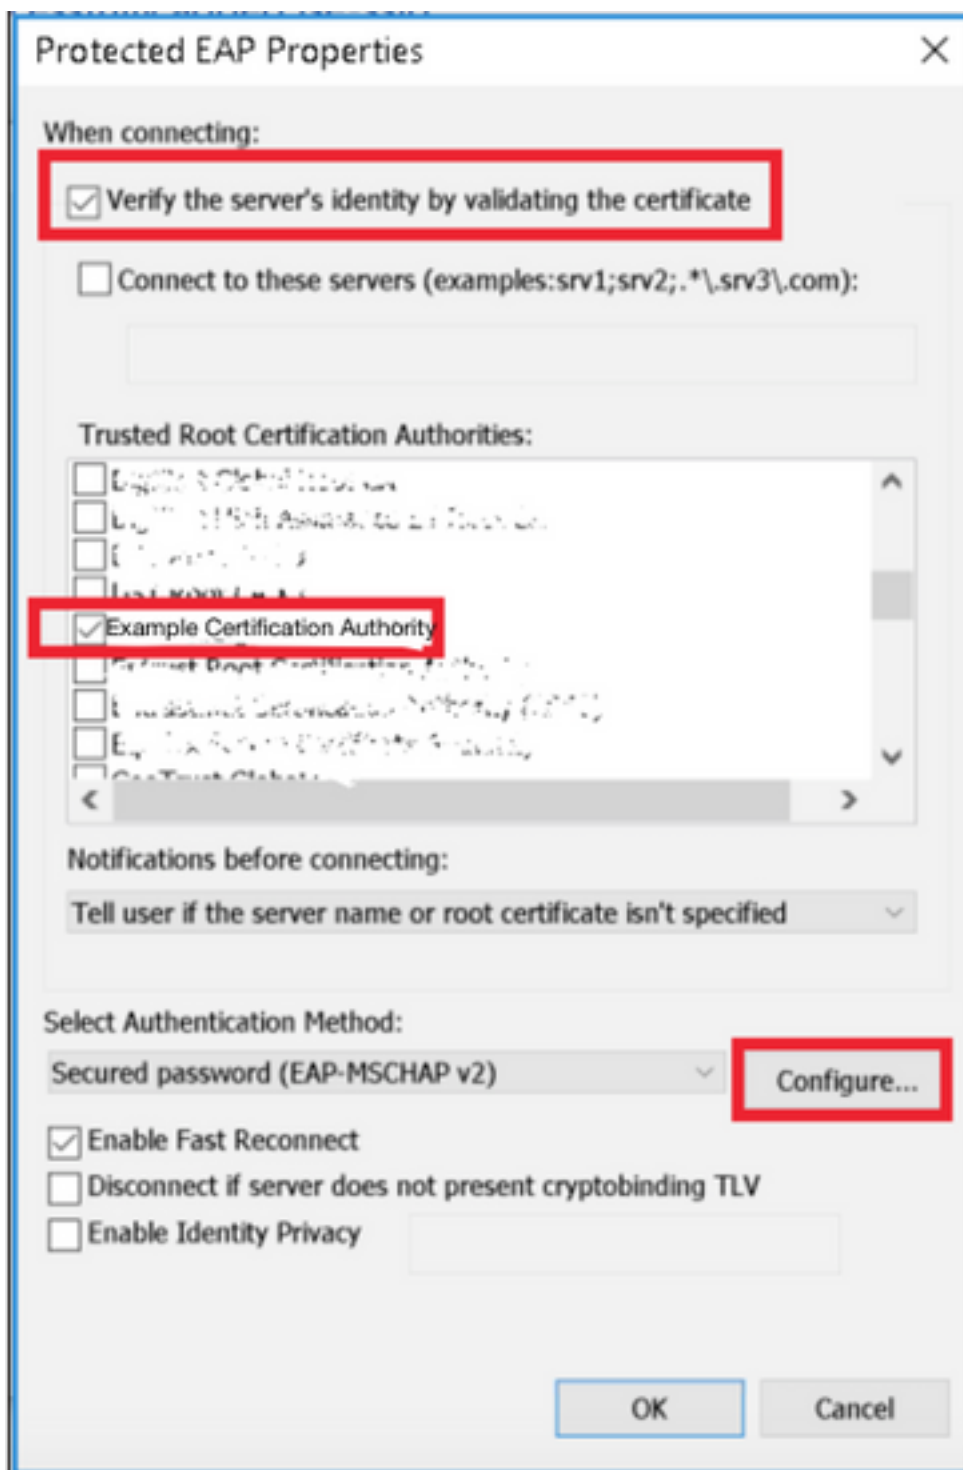 Protected EAP Properties
When connecting:
Verify the server's identity by validating the certificate
Connect to these servers (examples:srv1;srv2;.*\.srv3\.com):
Trusted Root Certification Authorities:
Example Certification Authority
Notifications before connecting:
Tell user if the server name or root certificate isn't specified
Select Authentication Method:
Secured password (EAP-MSCHAP v2)
Configure...
Enable Fast Reconnect
Disconnect if server does not present cryptobinding TLV
Enable Identity Privacy
OK
Cancel